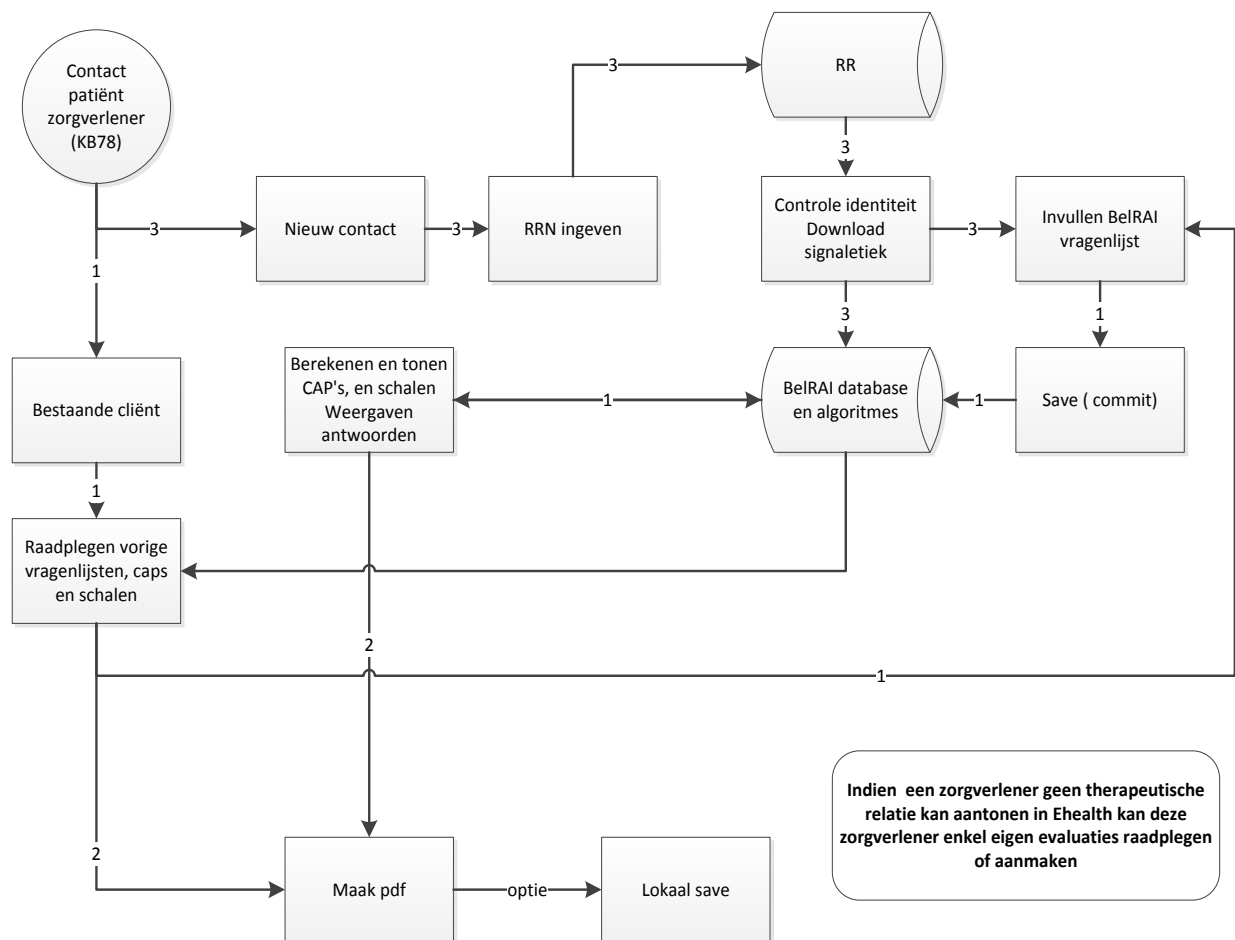 Contact
patiënt
zorgverlener
(KB78)
3
RR
3
3
Nieuw contact
3
RRN ingeven
Controle identiteit
Download
signaletiek
3
Invullen BelRAI
vragenlijst
1
3
1
Bestaande cliënt
Berekenen en tonen
CAP's, en schalen
Weergaven
antwoorden
1
BelRAI database
en algoritmes
1
Save ( commit)
1
Raadplegen vorige
vragenlijsten, caps
en schalen
2
1
Indien een zorgverlener geen therapeutische
relatie kan aantonen in Ehealth kan deze
zorgverlener enkel eigen evaluaties raadplegen
of aanmaken
2
Maak pdf
optie
Lokaal save